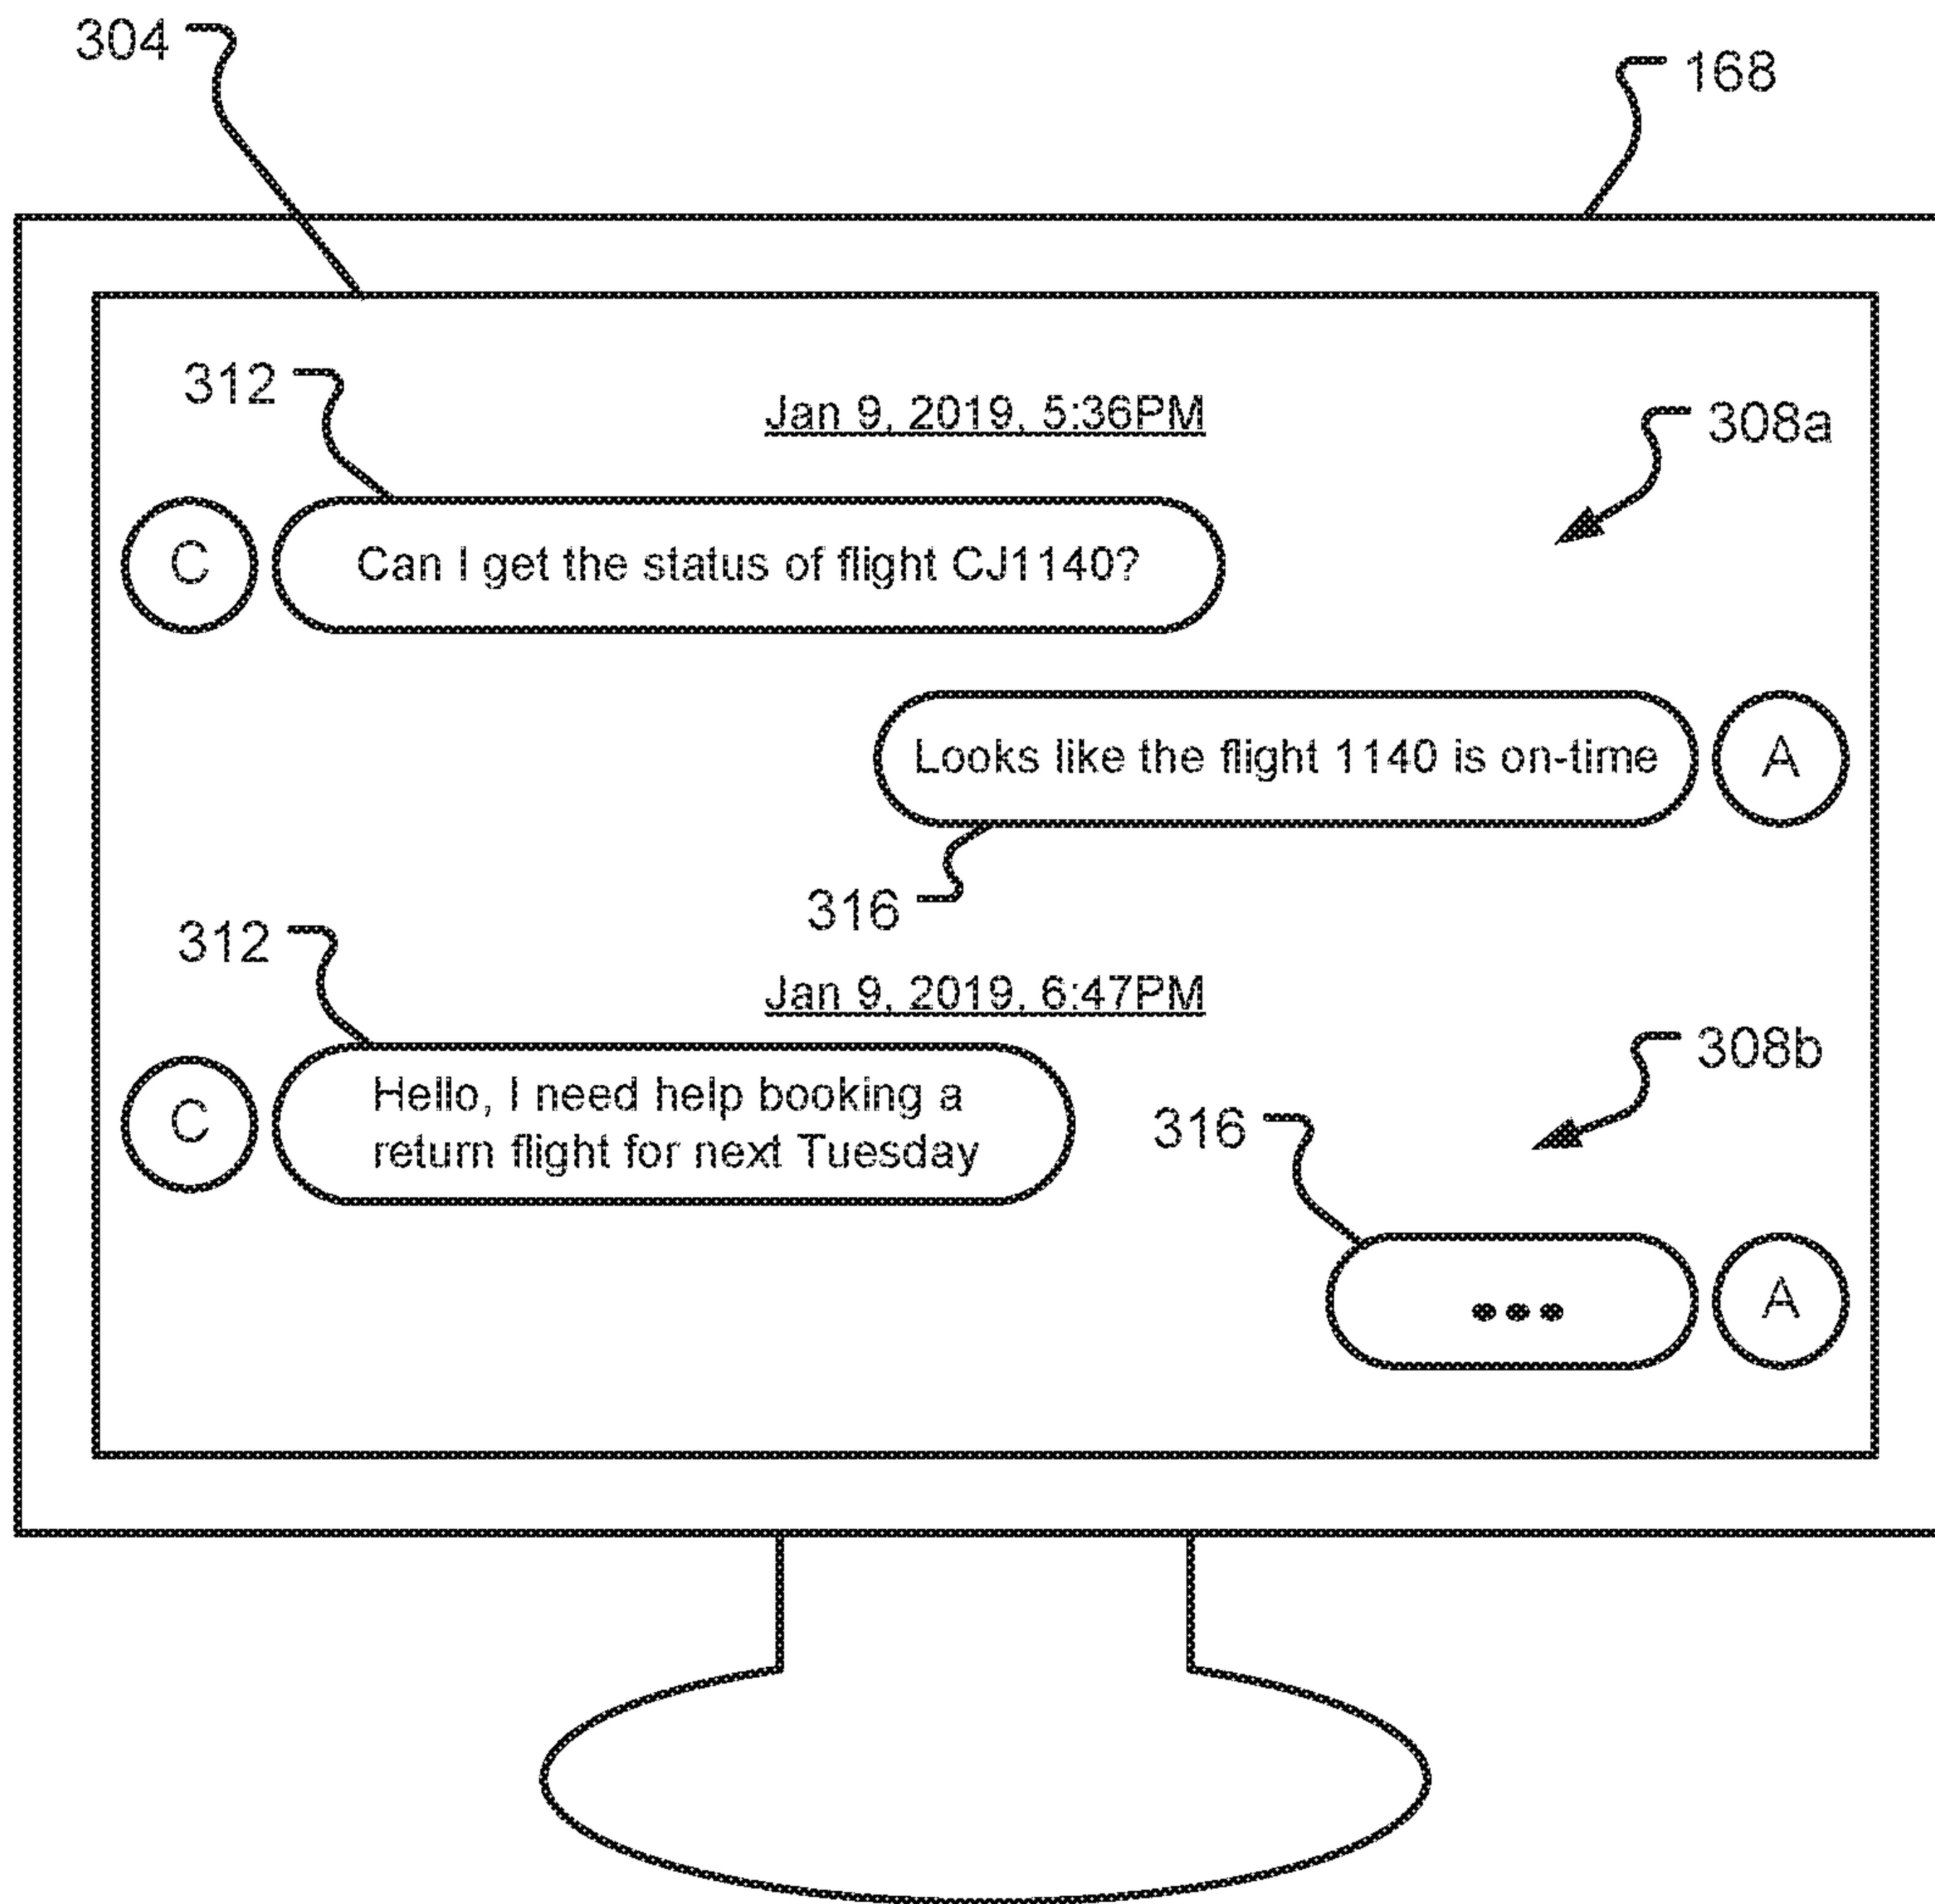 304
168
312
Jan 9, 2019, 5:36PM
308a
C
Can I get the status of flight CJ1140?
Looks like the flight 1140 is on-time
A
316
312
Jan 9, 2019, 6:47PM
308b
C
Hello, I need help booking a
return flight for next Tuesday
316
•••
A